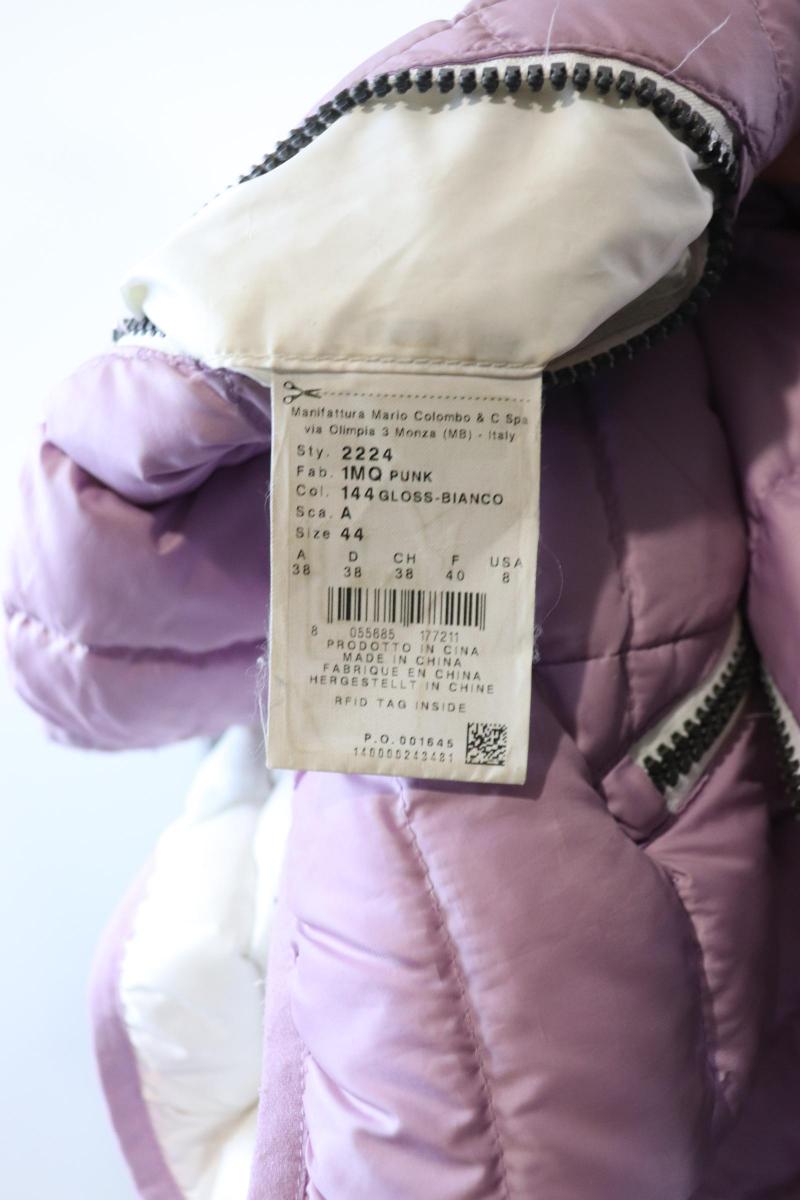 Manifattura Mario Colombo & C Spa
via Olimpia 3 Monza (MB) - Italy
Sty. 2224
Fab. 1MQ PUNK
Col. 144 GLOSS-BIANCO
Sca. A
Size 44
A D CH F USA
38 38 38 40 8
8 055685 177211
PRODOTTO IN CINA
MADE IN CHINA
FABRIQUE EN CHINA
HERGESTELLT IN CHINE
RFID TAG INSIDE
P.O. 001645
140000243481